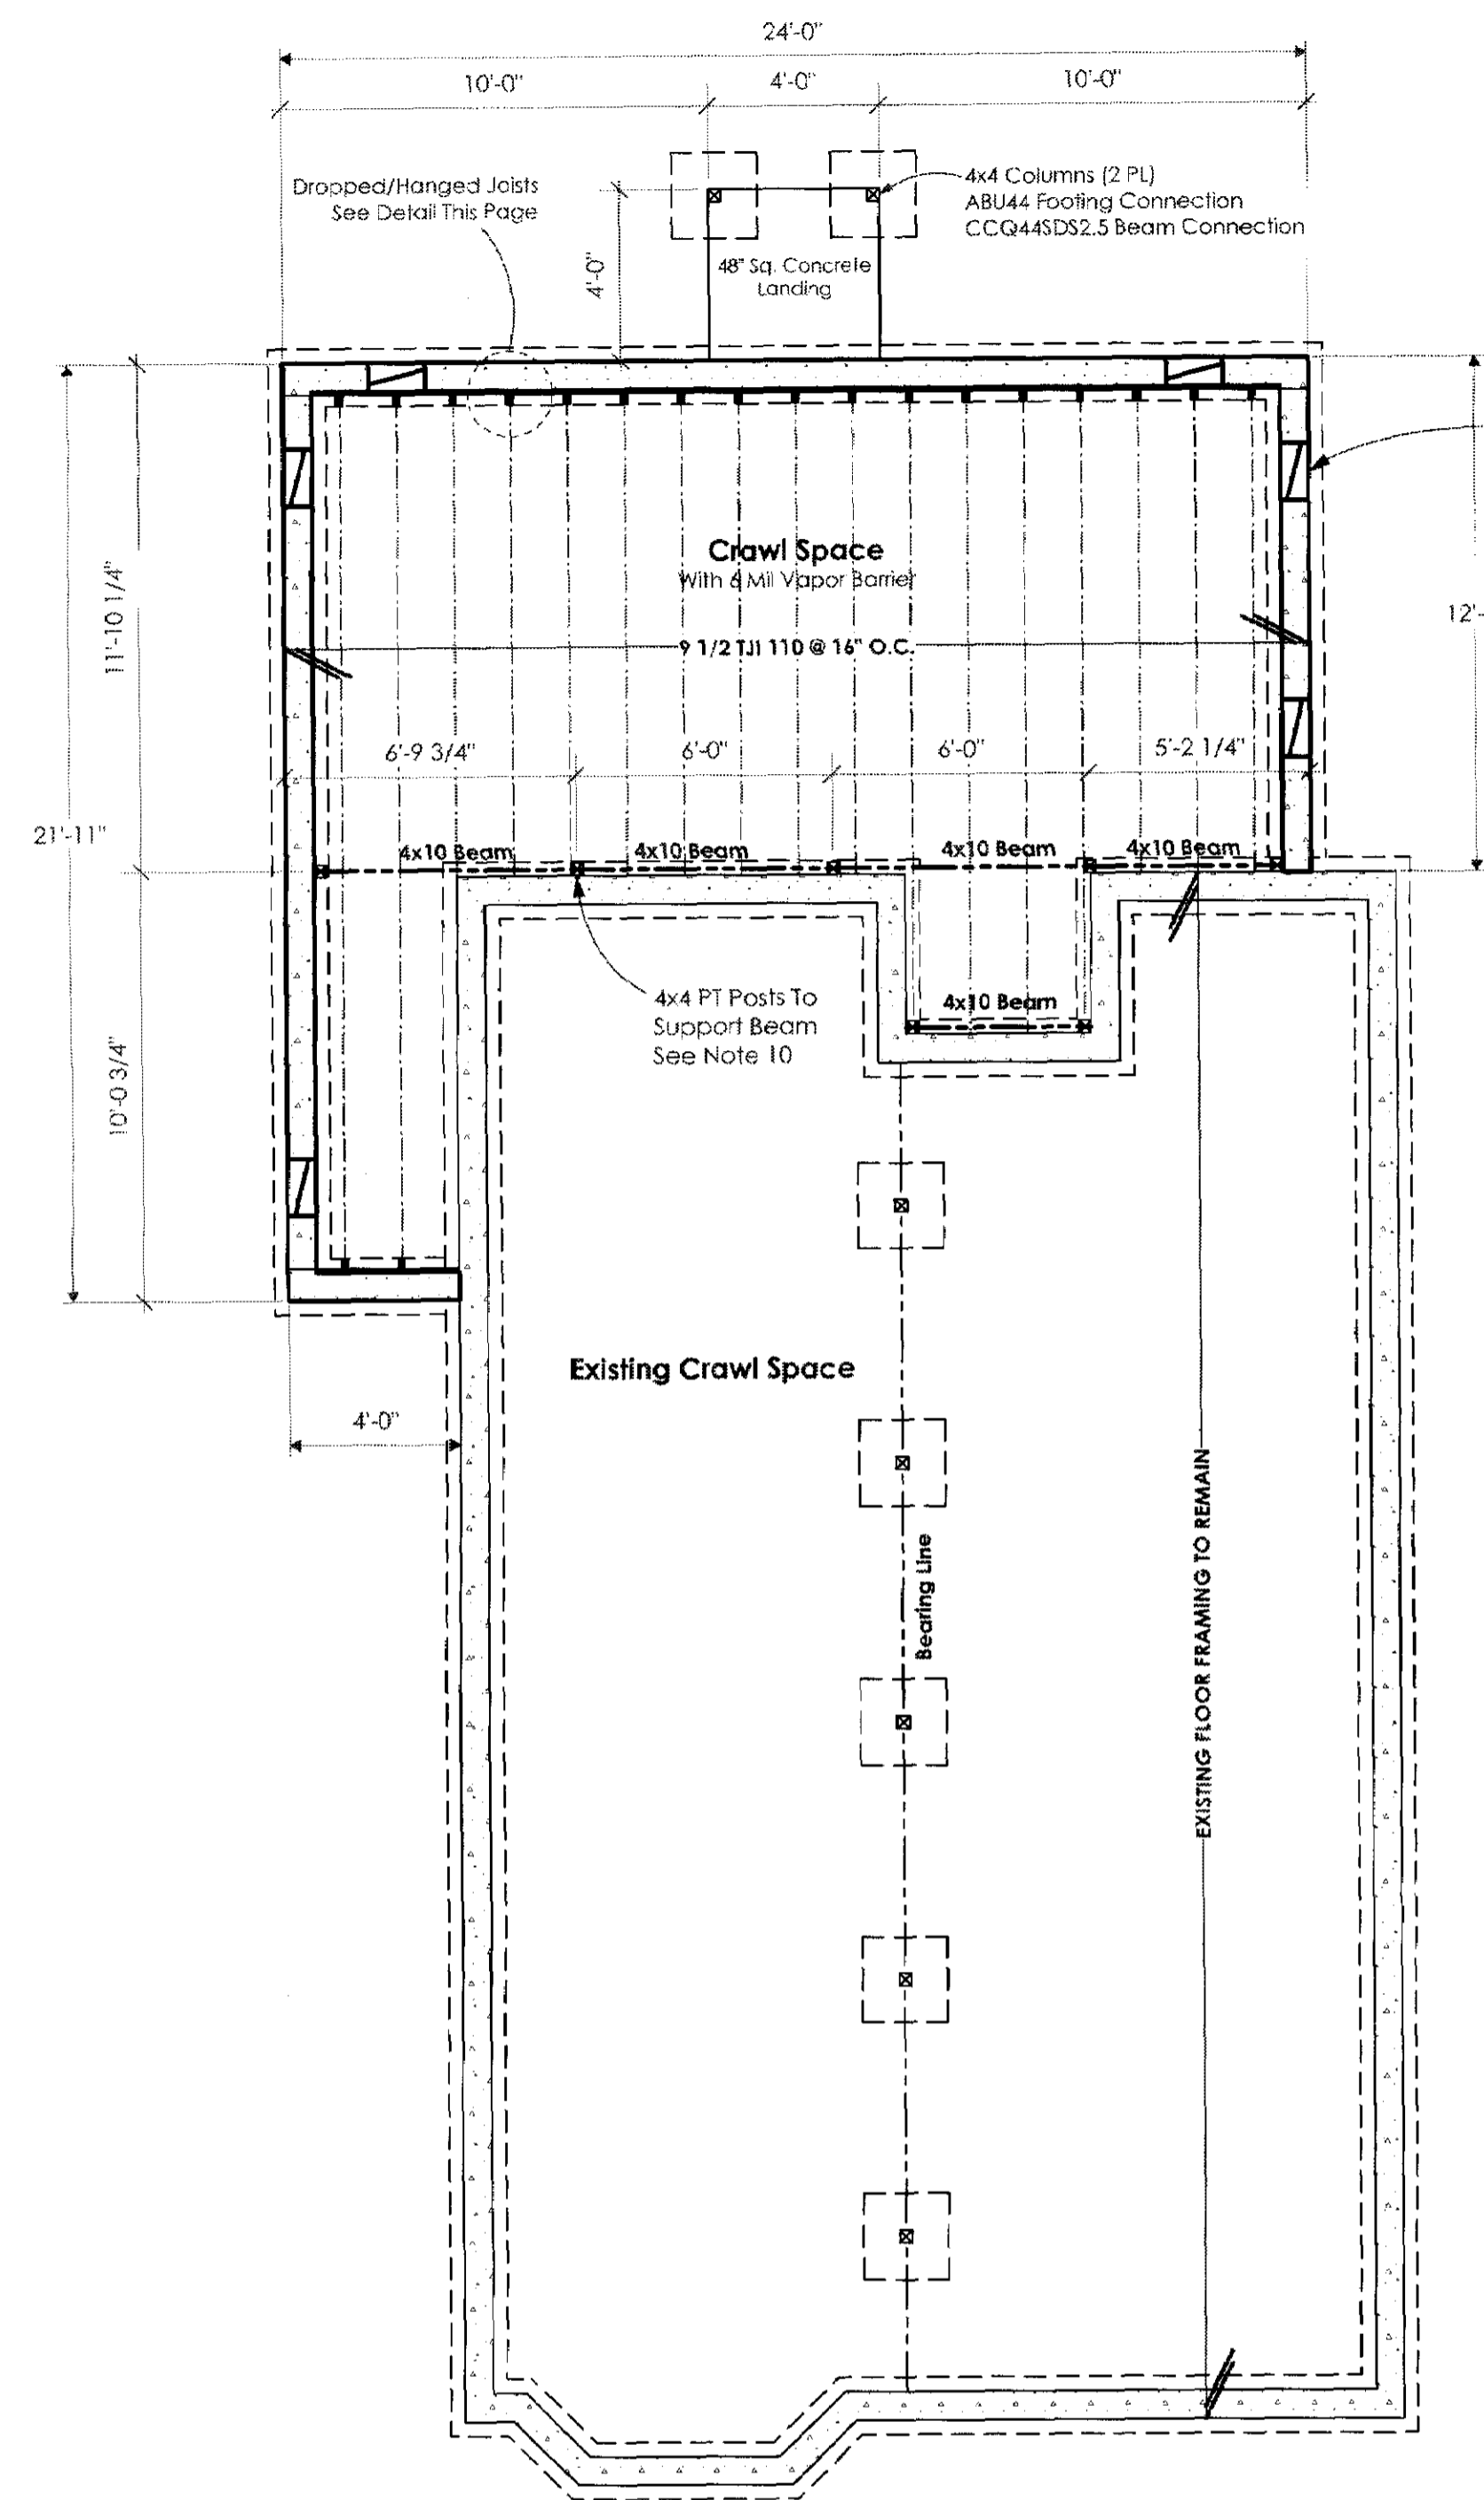 24'-0"
10'-0"
4'-0"
10'-0"
Dropped/Hanged Joists
See Detail This Page
4x4 Columns (2 PL)
ABU44 Footing Connection
CCQ44SDS2.5 Beam Connection
4'-0"
48" Sq. Concrete
Landing
Crawl Space
With 6 Mil Vapor Barrier
11'-10 1/4"
12'-
9 1/2 TJI 110 @ 16" O.C.
6'-9 3/4"
6'-0"
6'-0"
5'-2 1/4"
21'-11"
4x10 Beam
4x10 Beam
4x10 Beam
4x10 Beam
4x4 PT Posts To
Support Beam
See Note 10
4x10 Beam
10'-0 3/4"
Existing Crawl Space
4'-0"
Bearing Line
EXISTING FLOOR FRAMING TO REMAIN